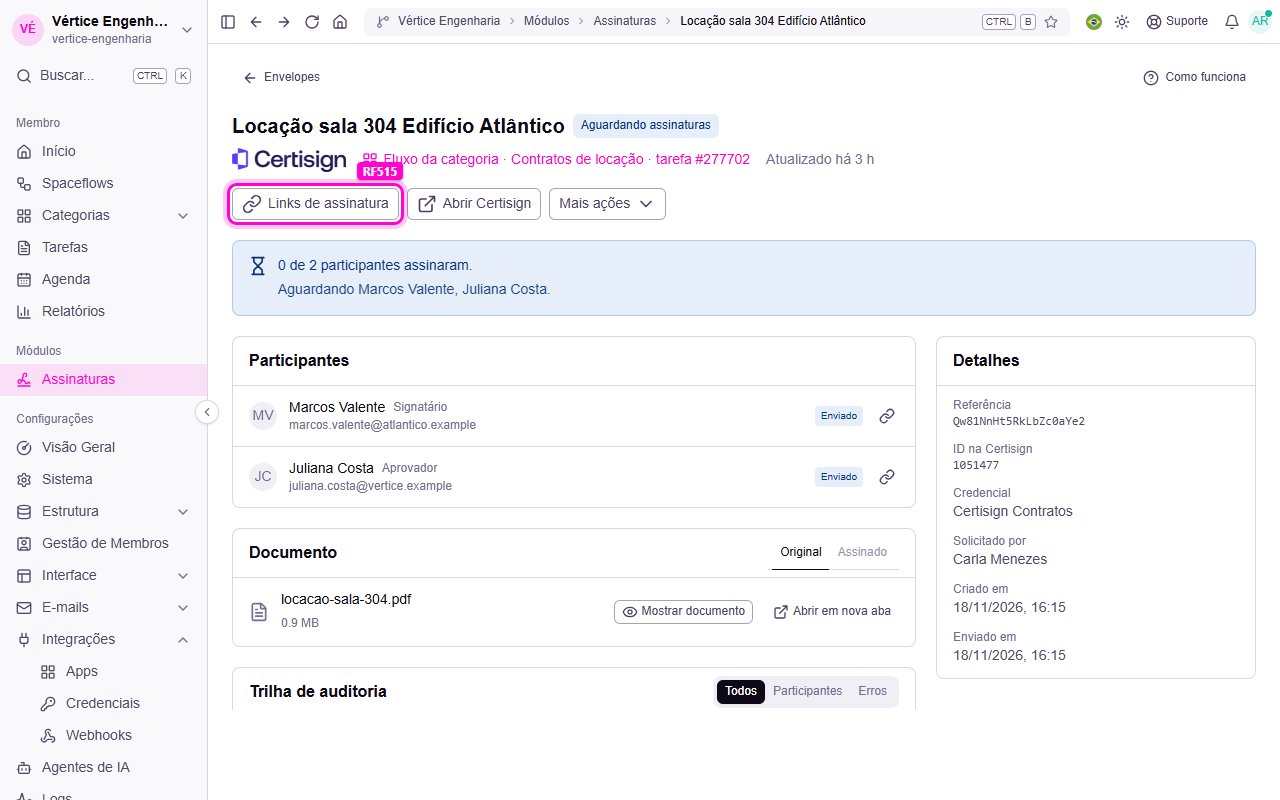 VÉ
Vértice Engenh...
vertice-engenharia
Buscar...
CTRL
K
Membro
Início
Spaceflows
Categorias
Tarefas
Agenda
Relatórios
Módulos
Assinaturas
Configurações
Visão Geral
Sistema
Estrutura
Gestão de Membros
Interface
E-mails
Integrações
Apps
Credenciais
Webhooks
Agentes de IA
Logs
Vértice Engenharia
Módulos
Assinaturas
Locação sala 304 Edifício Atlântico
CTRL
B
Suporte
AR
Envelopes
Como funciona
Locação sala 304 Edifício Atlântico
Aguardando assinaturas
Certisign
Fluxo da categoria · Contratos de locação · tarefa #277702
Atualizado há 3 h
RF515
Links de assinatura
Abrir Certisign
Mais ações
0 de 2 participantes assinaram.
Aguardando Marcos Valente, Juliana Costa.
Participantes
MV
Marcos Valente Signatário
marcos.valente@atlantico.example
Enviado
JC
Juliana Costa Aprovador
juliana.costa@vertice.example
Enviado
Documento
Original
Assinado
locacao-sala-304.pdf
0.9 MB
Mostrar documento
Abrir em nova aba
Trilha de auditoria
Todos
Participantes
Erros
Detalhes
Referência
Qw81NnHt5RkLbZc0aYe2
ID na Certisign
1051477
Credencial
Certisign Contratos
Solicitado por
Carla Menezes
Criado em
18/11/2026, 16:15
Enviado em
18/11/2026, 16:15